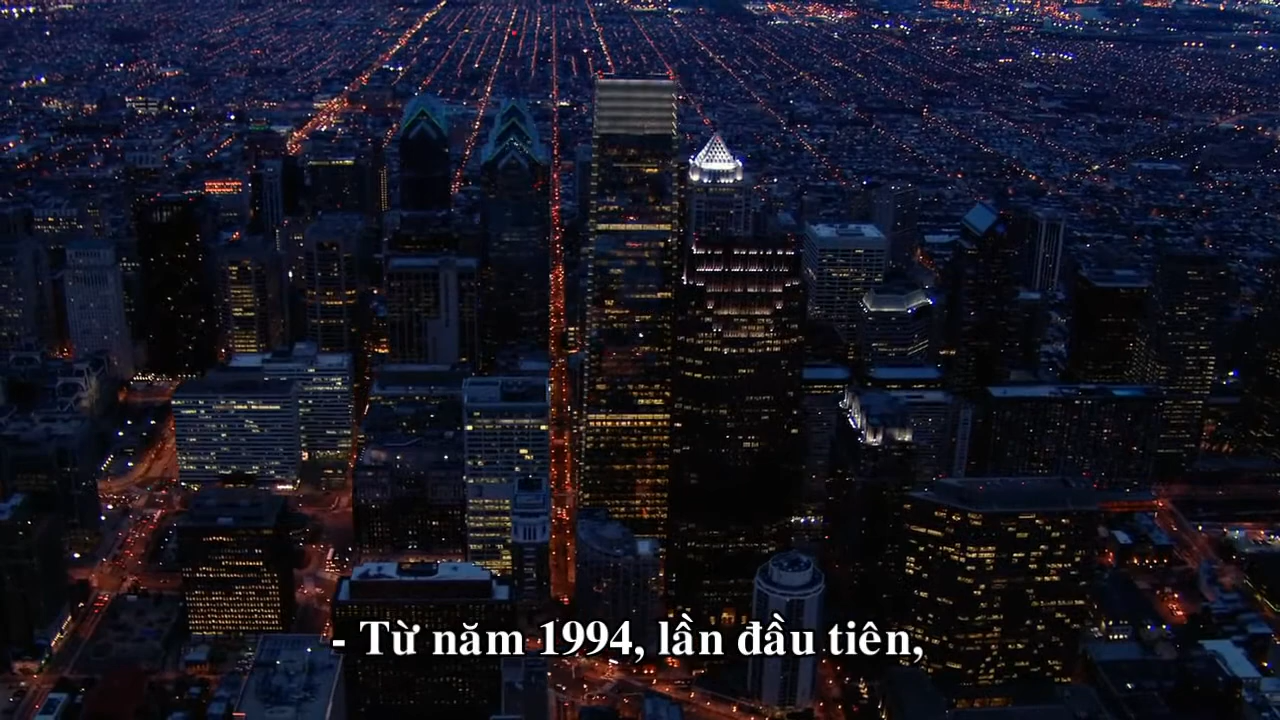 - Từ năm 1994, lần đầu tiên,